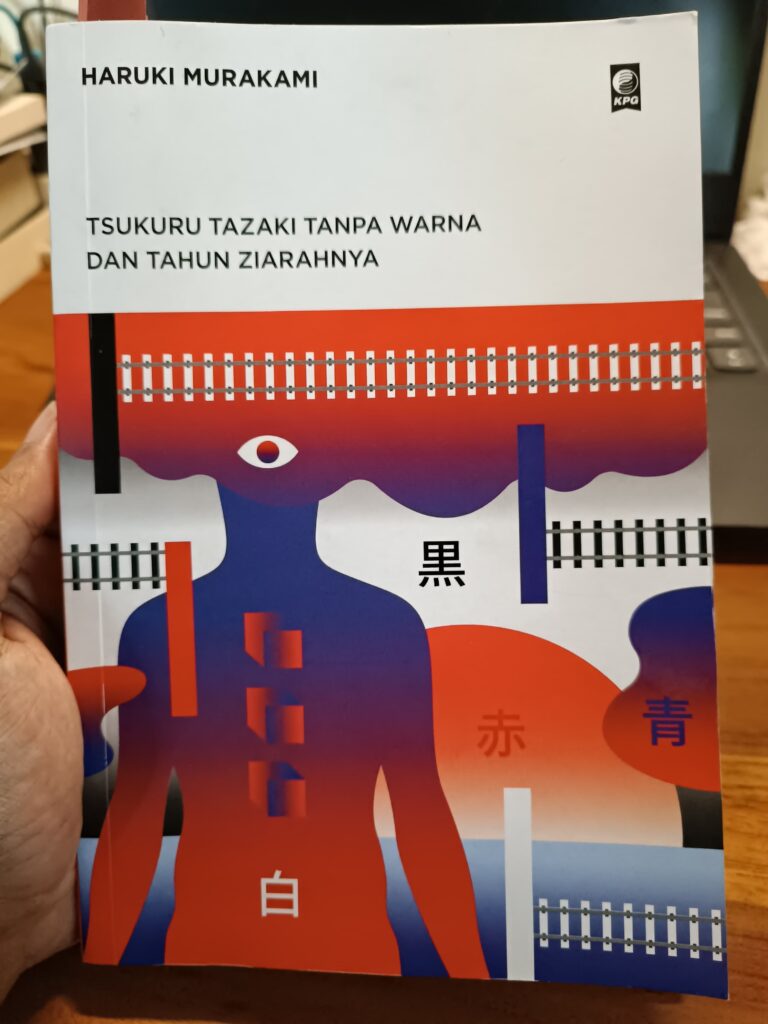 HARUKI MURAKAMI
KPG
TSUKURU TAZAKI TANPA WARNA
DAN TAHUN ZIARAHNYA
黒
赤
青
白